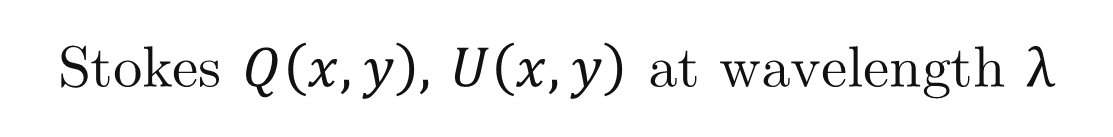 Stokes Q(x, y), U(x, y) at wavelength λ